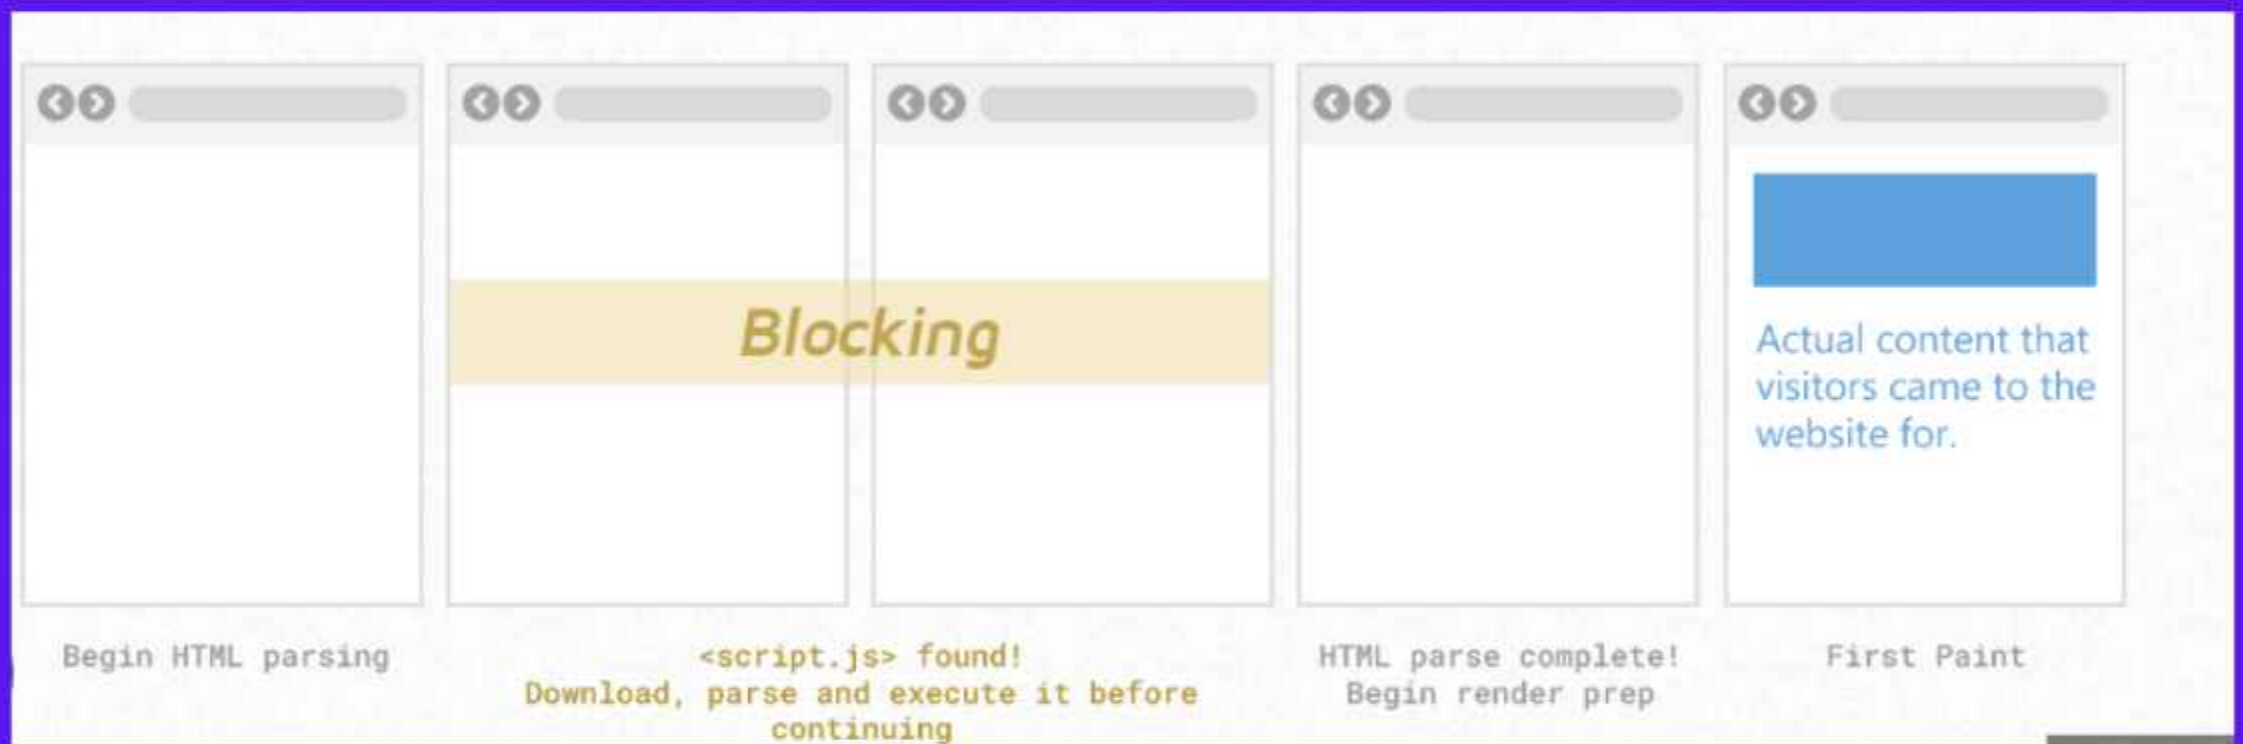 Blocking
Actual content that
visitors came to the
website for.
Begin HTML parsing
<script.js> found!
Download, parse and execute it before
continuing
HTML parse complete!
Begin render prep
First Paint